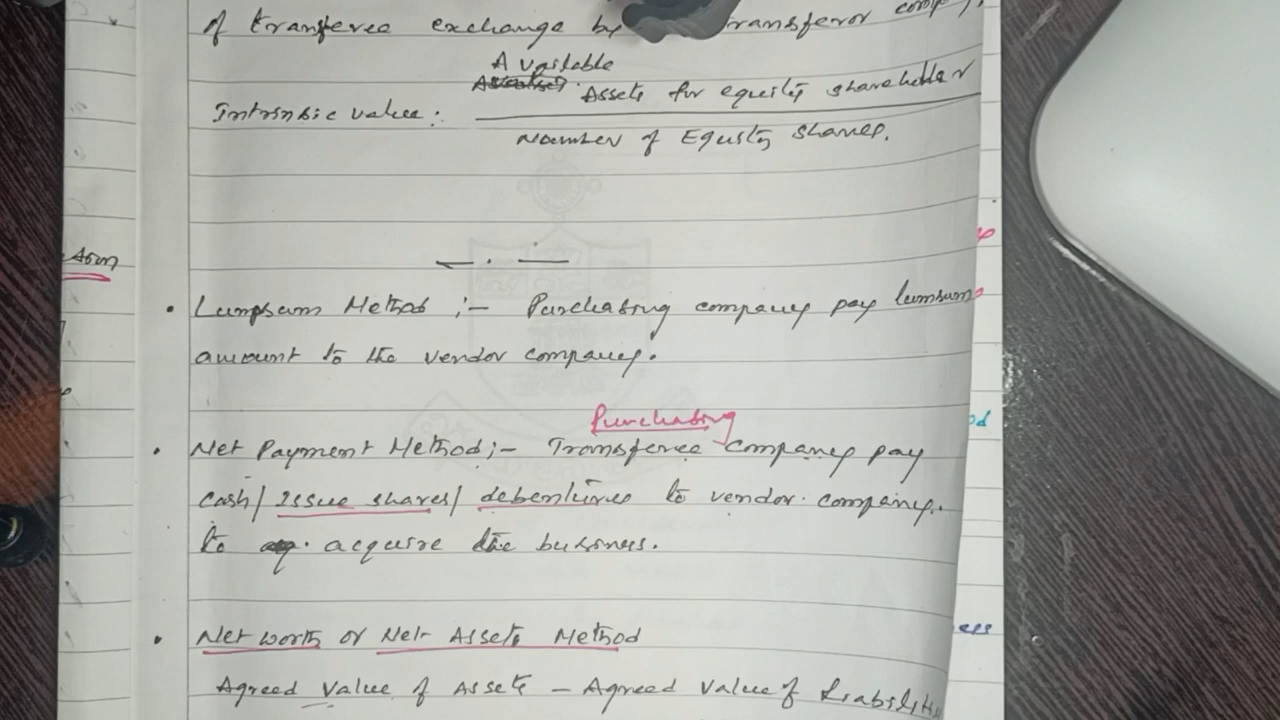 of tranferee exchange by transferor comp
Available
Intrinsic value: Assets for equity shareholder
Number of Equity shares.
Lumpsum Method :- Purchasing company pay lumsum
amount to the vendor company.
Purchasing
Net Payment Method:- Transferee company pay
cash/ Issue shares/ debentures to vendor company.
to acquire the business.
Net worth or Net Assets Method
Agreed value of Assets - Agreed value of Liabilitie